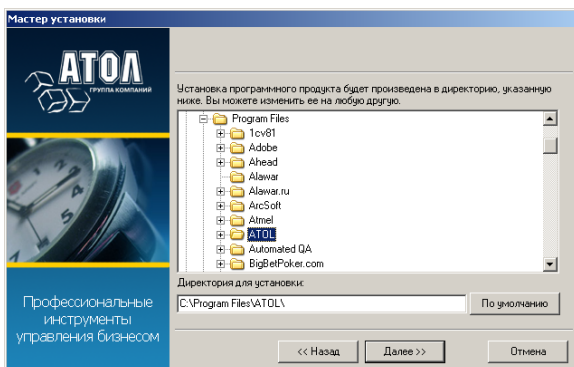 Мастер установки
АТОЛ
ГРУППА КОМПАНИЙ
Установка программного продукта будет произведена в директорию, указанную
ниже. Вы можете изменить ее на любую другую.
Program Files
1cv81
Adobe
Ahead
Alawar
Alawar.ru
ArcSoft
Atmel
ATOL
Automated QA
BigBetPoker.com
Директория для установки:
C:\Program Files\ATOL\
По умолчанию
Профессиональные
инструменты
управления бизнесом
<< Назад
Далее >>
Отмена